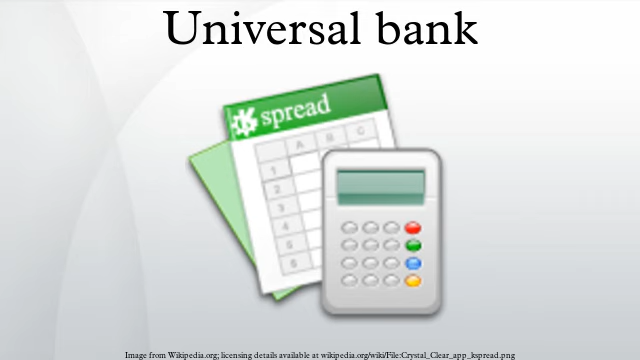 Universal bank
spread
A B C
1
2
3
4
5
6
Image from Wikipedia.org; licensing details available at wikipedia.org/wiki/File:Crystal_Clear_app_kspread.png